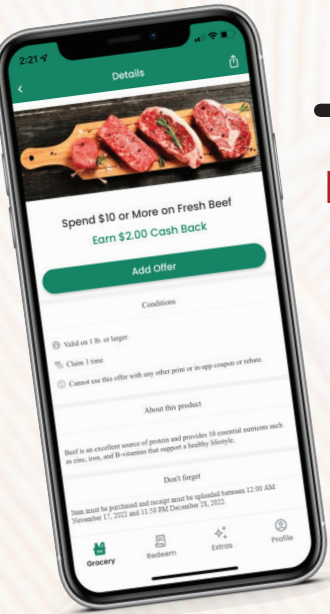 2:21
Details
Spend $10 or More on Fresh Beef
Earn $2.00 Cash Back
Add Offer
Conditions
Valid on 1 lb. or larger.
Claim 1 time
Cannot use this offer with any other print or in-app coupon or rebate.
About this product
Beef is an excellent source of protein and provides 10 essential nutrients such
as zinc, iron, and B-vitamins that support a healthy lifestyle.
Don't forget
Item must be purchased and receipt must be uploaded between 12:00 AM
November 17, 2022 and 11:59 PM December 28, 2022.
Grocery
Redeem
Extras
Profile